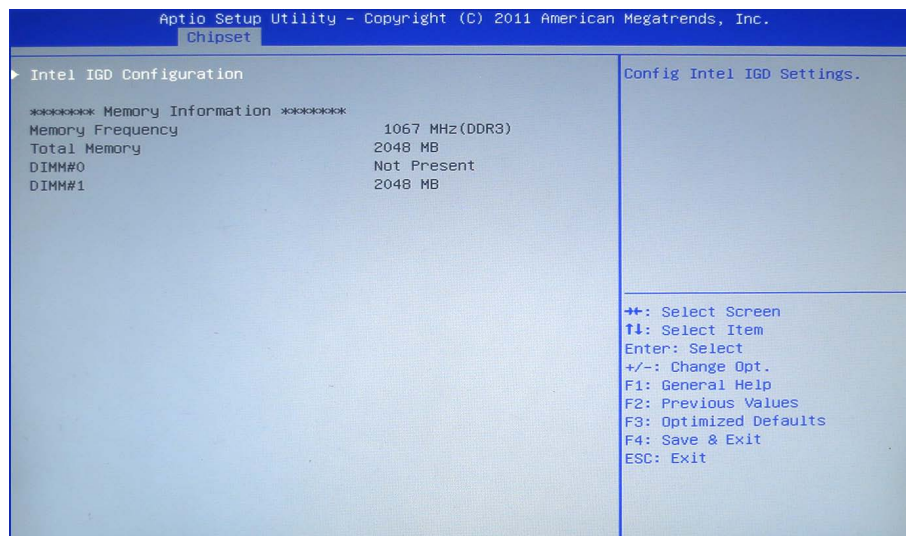 Aptio Setup Utility – Copyright (C) 2011 American Megatrends, Inc.
Chipset
Intel IGD Configuration
******* Memory Information *******
Memory Frequency 1067 MHz(DDR3)
Total Memory 2048 MB
DIMM#0 Not Present
DIMM#1 2048 MB
Config Intel IGD Settings.
→←: Select Screen
↑↓: Select Item
Enter: Select
+/-: Change Opt.
F1: General Help
F2: Previous Values
F3: Optimized Defaults
F4: Save & Exit
ESC: Exit